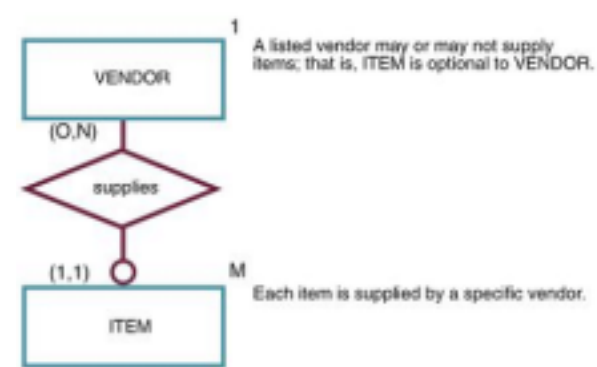 1
A listed vendor may or may not supply
items; that is, ITEM is optional to VENDOR.
VENDOR
(O,N)
supplies
(1,1)
M
Each item is supplied by a specific vendor.
ITEM